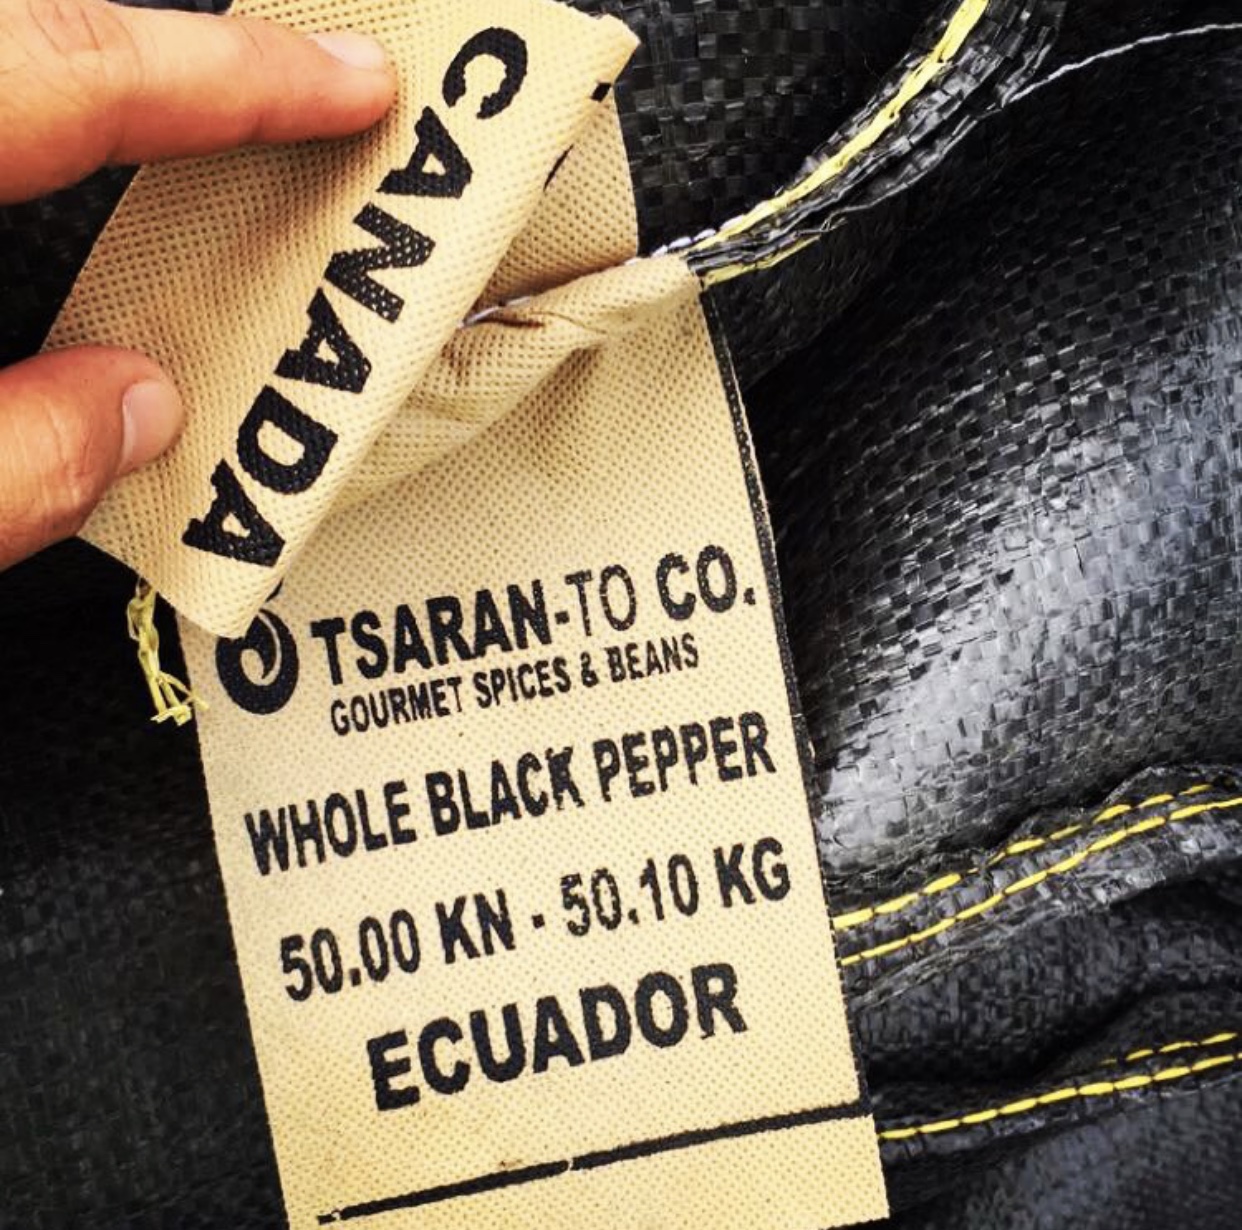 CANADA
TSARAN-TO CO.
GOURMET SPICES & BEANS
WHOLE BLACK PEPPER
50.00 KN - 50.10 KG
ECUADOR